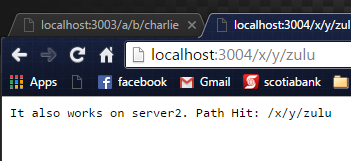 localhost:3003/a/b/charlie
localhost:3004/x/y/zul
localhost:3004/x/y/zulu
Apps
facebook
Gmail
scotiabank
It also works on server2. Path Hit: /x/y/zulu